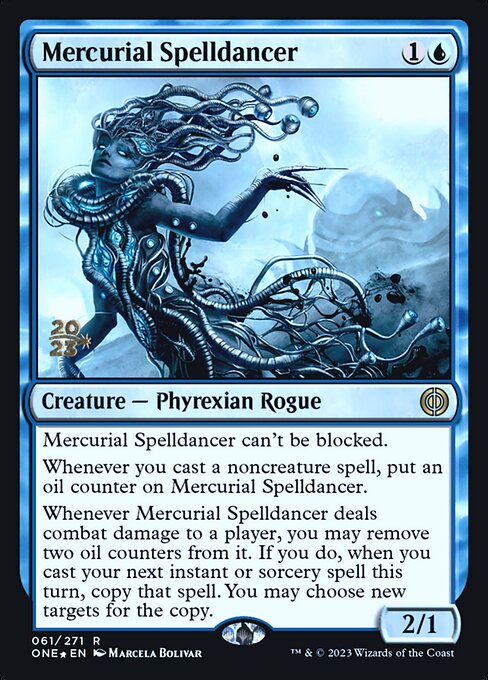 Mercurial Spelldancer 1
20
23
Creature — Phyrexian Rogue
Mercurial Spelldancer can't be blocked.
Whenever you cast a noncreature spell, put an
oil counter on Mercurial Spelldancer.
Whenever Mercurial Spelldancer deals
combat damage to a player, you may remove
two oil counters from it. If you do, when you
cast your next instant or sorcery spell this
turn, copy that spell. You may choose new
targets for the copy.
2/1
061/271 R
ONE★EN Marcela Bolivar ™ & © 2023 Wizards of the Coast